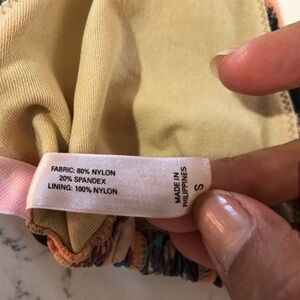 FABRIC: 80% NYLON
20% SPANDEX
LINING: 100% NYLON
MADE IN
PHILIPPINES
S